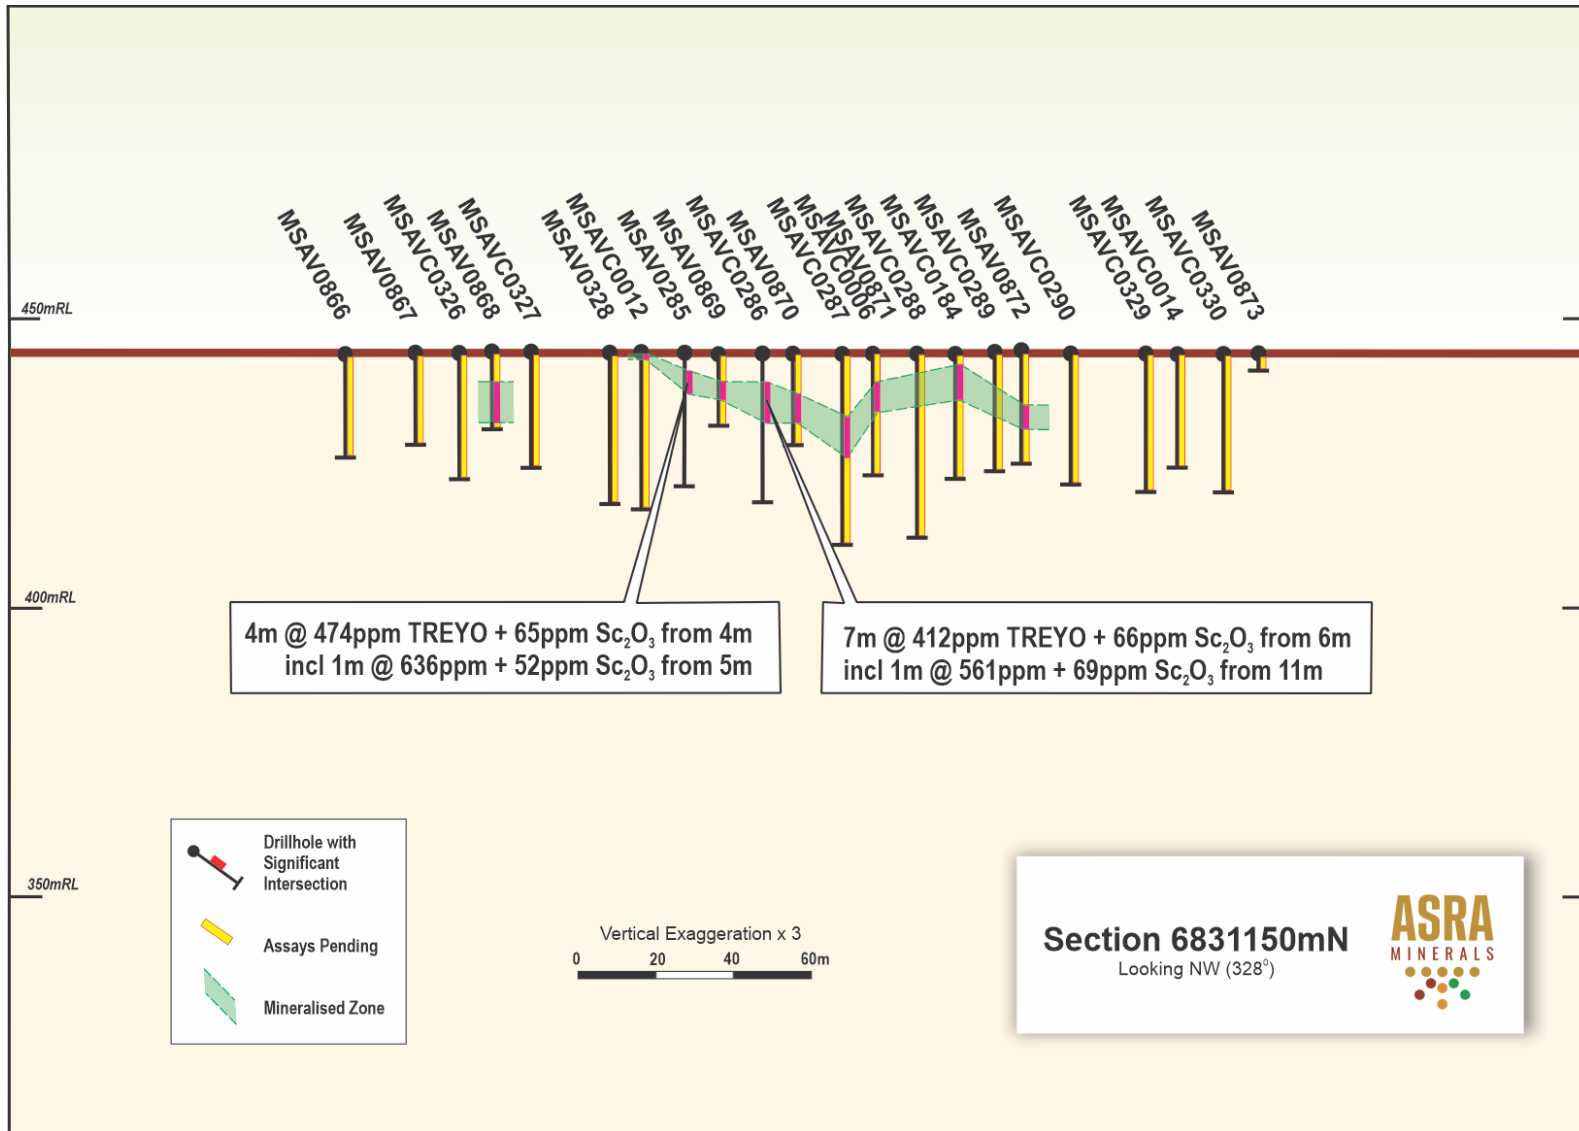 MSAV0866
MSAV0867
MSAVC0326
MSAV0868
MSAVC0327
MSAV0328
MSAVC0012
MSAV0285
MSAV0869
MSAVC0286
MSAV0870
MSAVC0287
MSAVC0006
MSAV0871
MSAVC0288
MSAVC0184
MSAVC0289
MSAV0872
MSAVC0290
MSAVC0329
MSAVC0014
MSAVC0330
MSAV0873
450mRL
400mRL
350mRL
4m @ 474ppm TREYO + 65ppm Sc₂O₃ from 4m
incl 1m @ 636ppm + 52ppm Sc₂O₃ from 5m
7m @ 412ppm TREYO + 66ppm Sc₂O₃ from 6m
incl 1m @ 561ppm + 69ppm Sc₂O₃ from 11m
Drillhole with
Significant
Intersection
Assays Pending
Mineralised Zone
Vertical Exaggeration x 3
0 20 40 60m
Section 6831150mN
Looking NW (328⁰)
ASRA
MINERALS